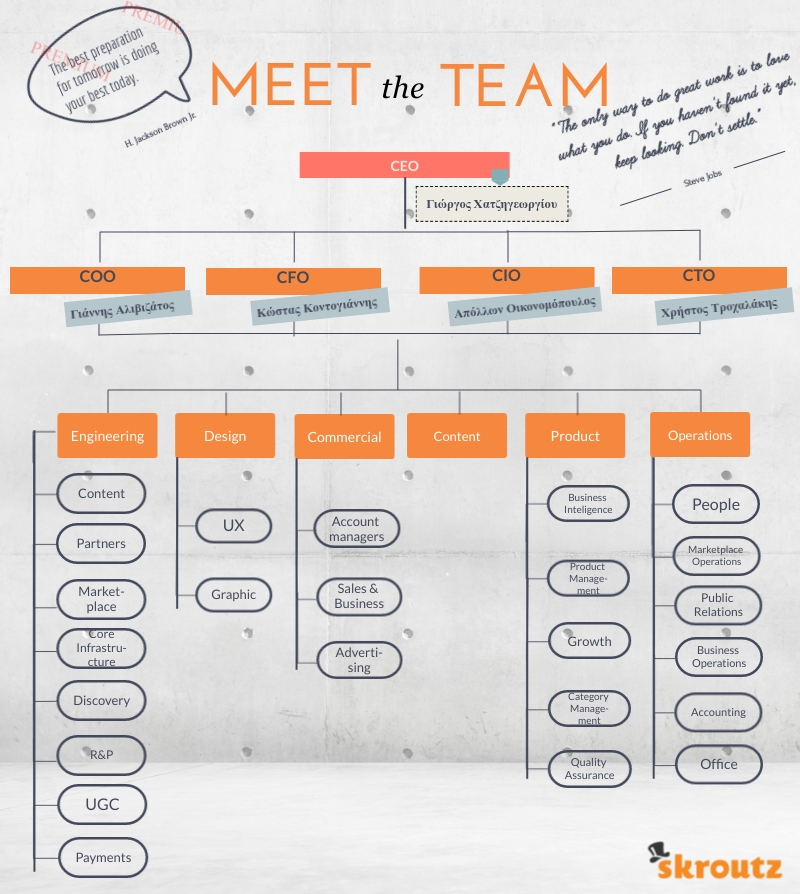 PREMIU
PREMIUM
The best preparation
for tomorrow is doing
your best today.
H. Jackson Brown Jr.
MEET the TEAM
"The only way to do great work is to love
what you do. If you haven't found it yet,
keep looking. Don't settle."
Steve Jobs
CEO
Γιώργος Χατζηγεωργίου
COO
CFO
CIO
CTO
Γιάννης Αλιβιζάτος
Κώστας Κοντογιάννης
Απόλλων Οικονομόπουλος
Χρήστος Τροχαλάκης
Engineering
Design
Commercial
Content
Product
Operations
Content
Partners
Market-
place
Core
Infrastru-
cture
Discovery
R&P
UGC
Payments
UX
Graphic
Account
managers
Sales &
Business
Adverti-
sing
Business
Inteligence
Product
Manage-
ment
Growth
Category
Manage-
ment
Quality
Assurance
People
Marketplace
Operations
Public
Relations
Business
Operations
Accounting
Office
skroutz